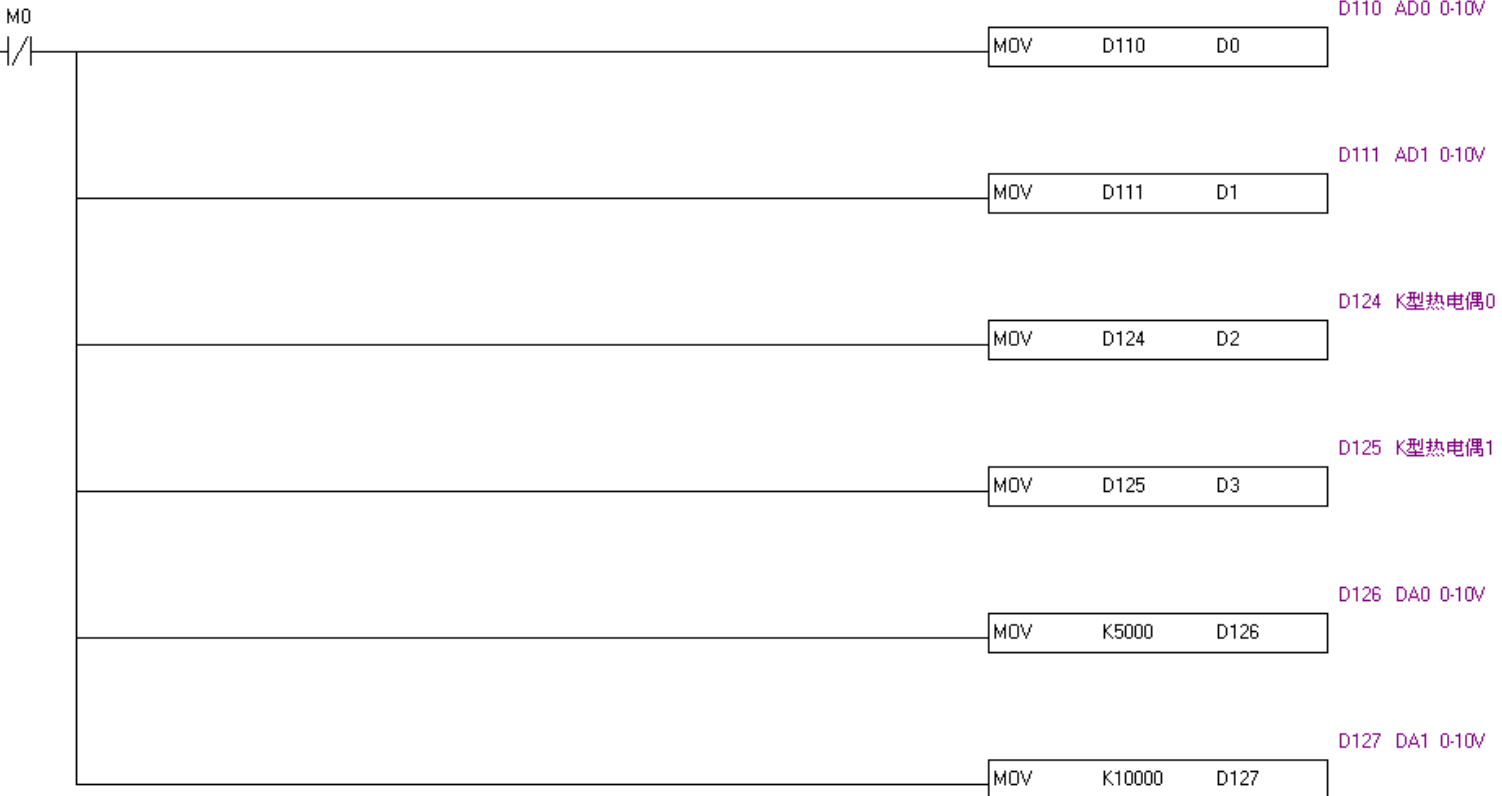 D110 AD0 0-10V
M0
MOV D110 D0
D111 AD1 0-10V
MOV D111 D1
D124 K型热电偶0
MOV D124 D2
D125 K型热电偶1
MOV D125 D3
D126 DA0 0-10V
MOV K5000 D126
D127 DA1 0-10V
MOV K10000 D127